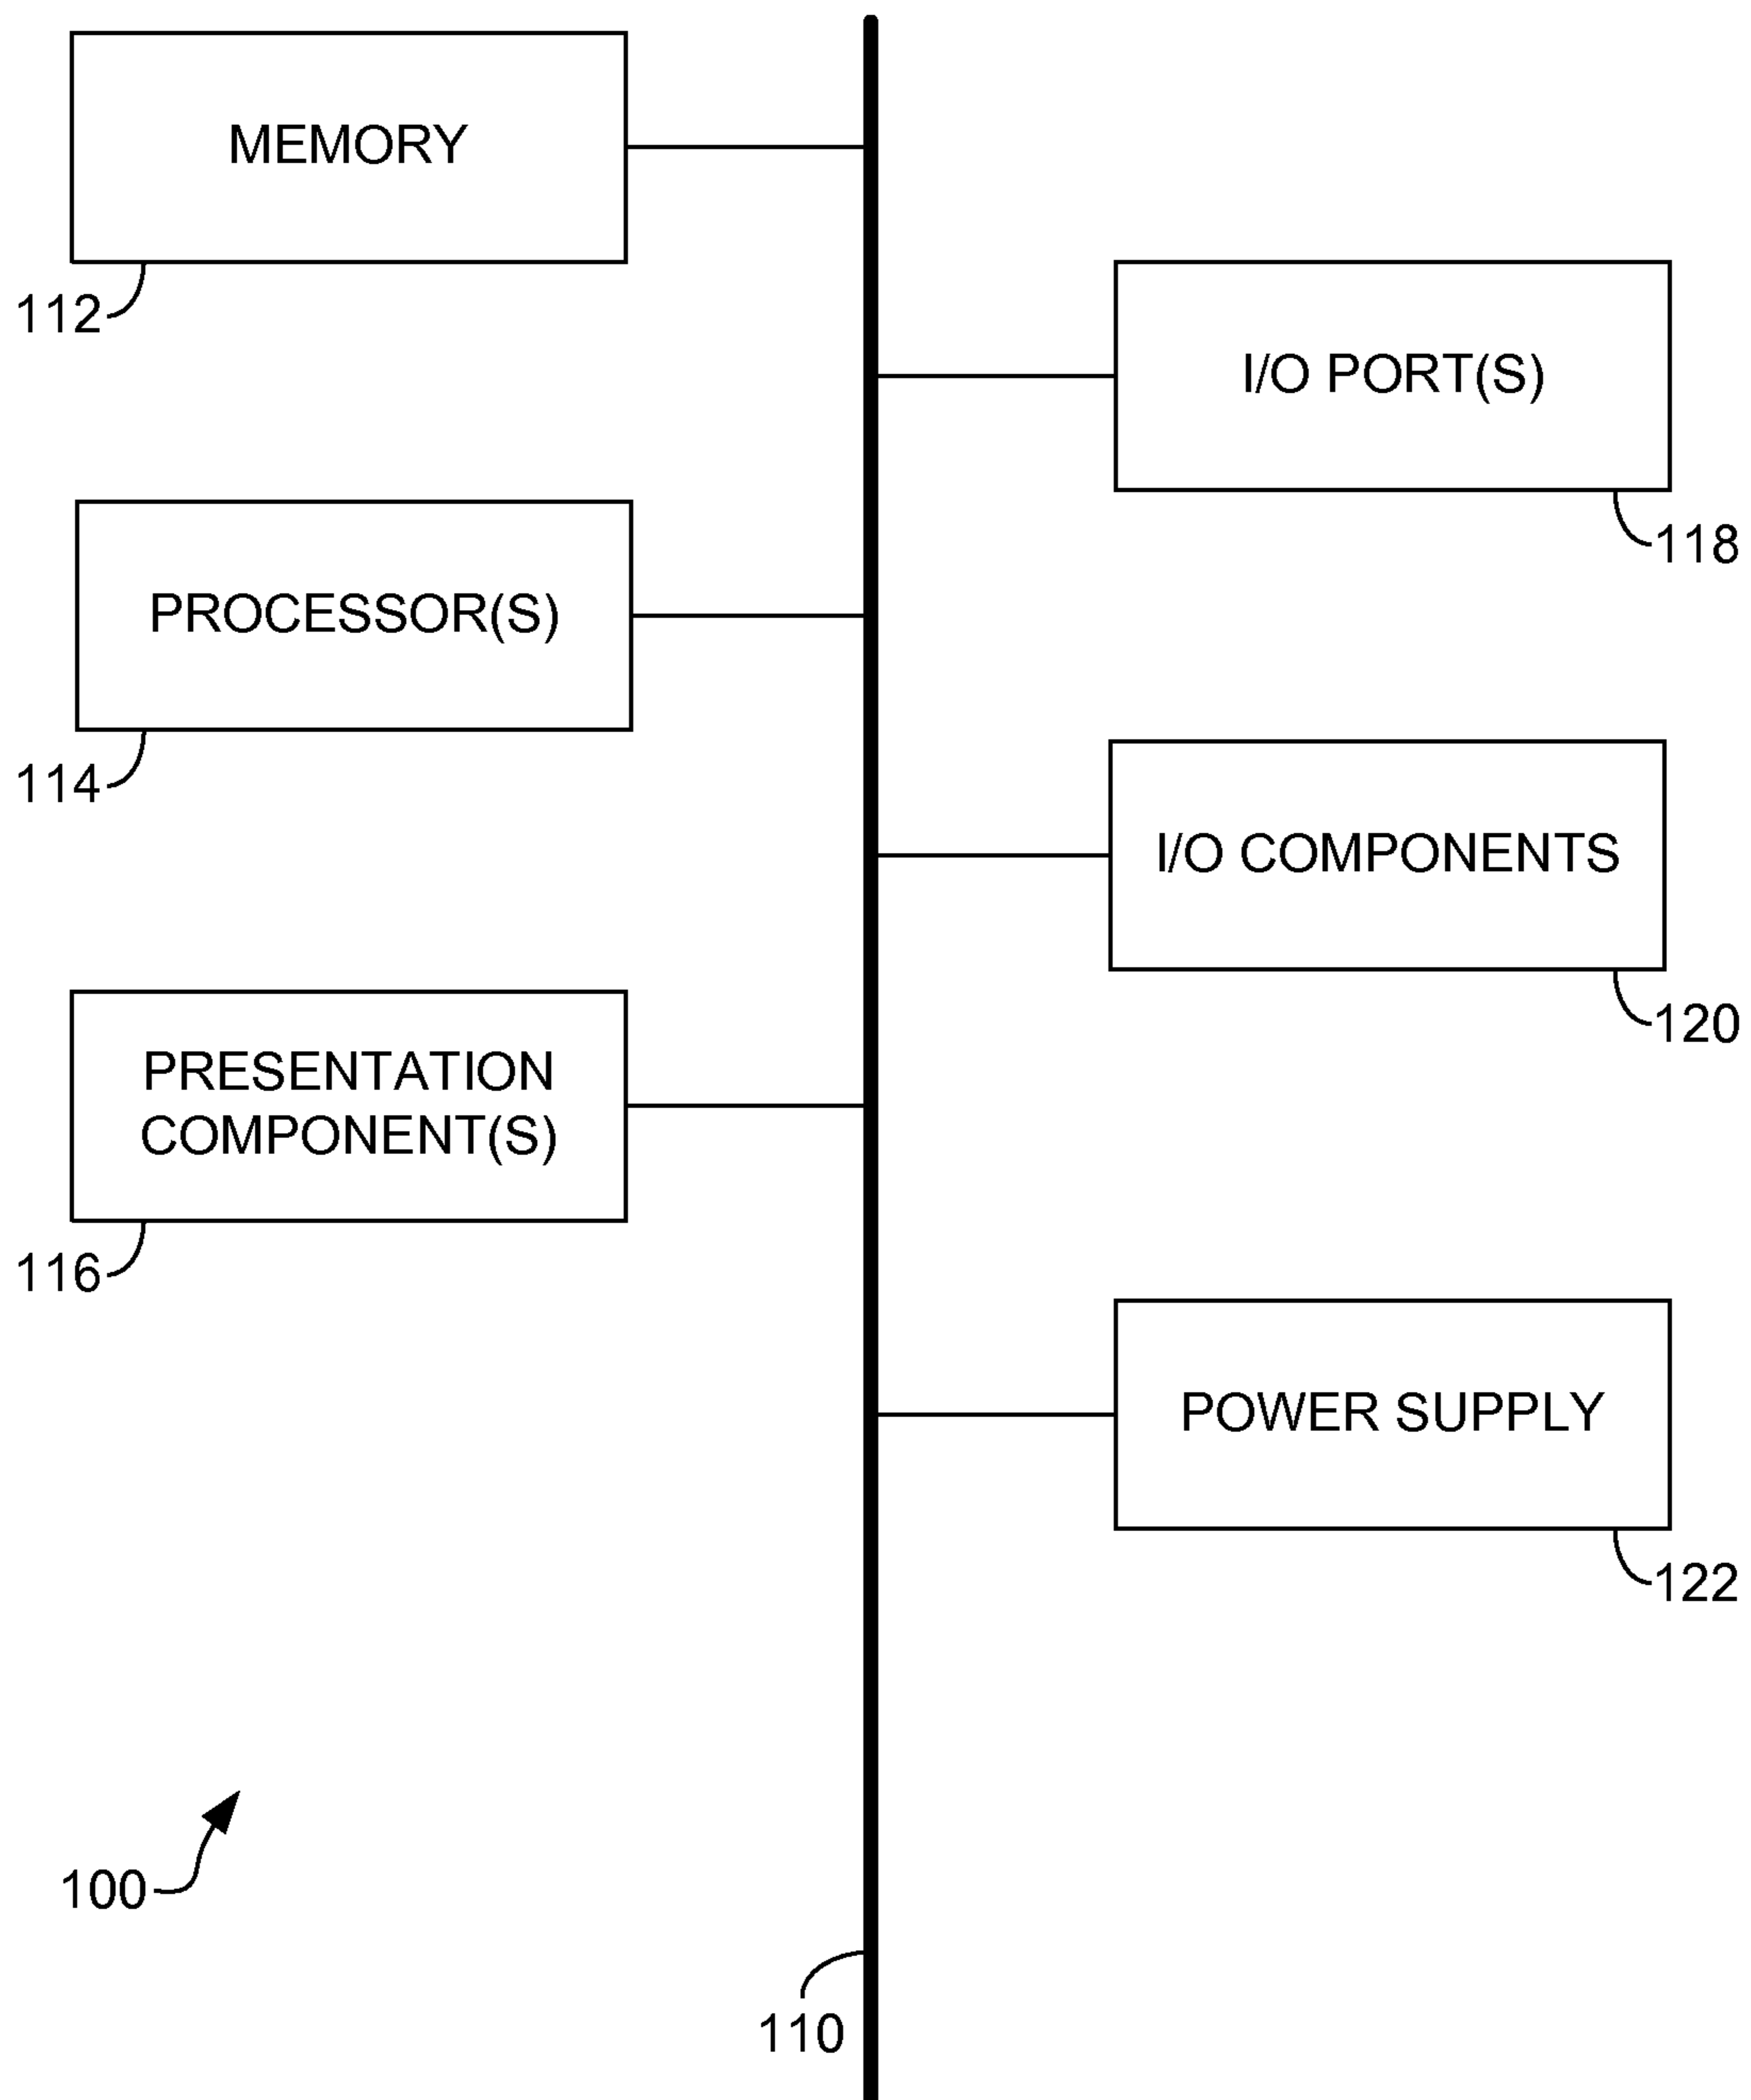 MEMORY
112
I/O PORT(S)
118
PROCESSOR(S)
114
I/O COMPONENTS
120
PRESENTATION
COMPONENT(S)
116
POWER SUPPLY
122
100
110